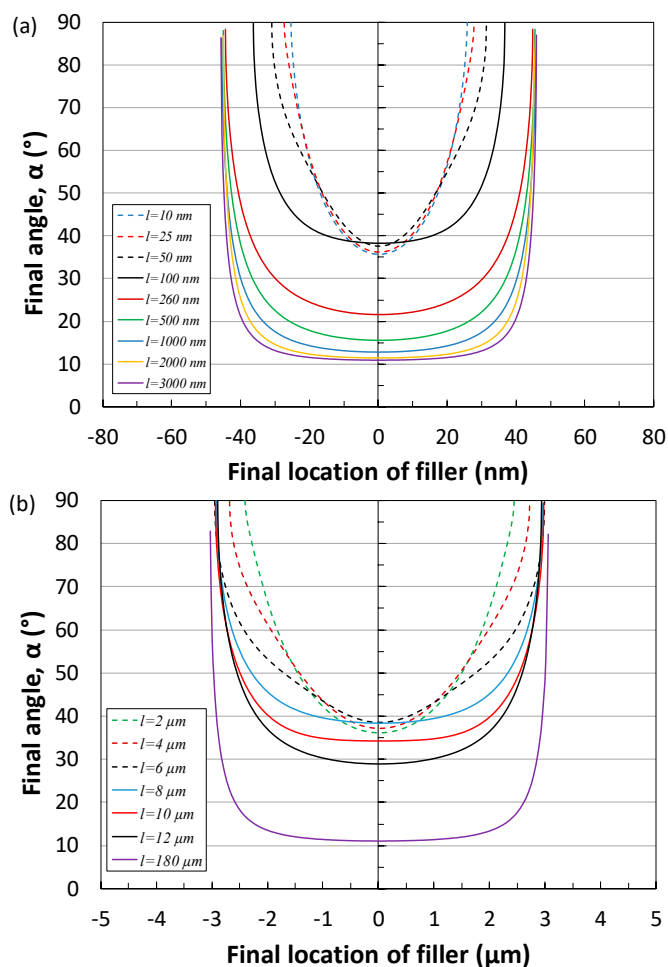 (a)
90
80
70
60
50
40
30
20
10
0
Final angle, α (°)
l=10 nm
l=25 nm
l=50 nm
l=100 nm
l=260 nm
l=500 nm
l=1000 nm
l=2000 nm
l=3000 nm
-80 -60 -40 -20 0 20 40 60 80
Final location of filler (nm)
(b)
90
80
70
60
50
40
30
20
10
0
Final angle, α (°)
l=2 μm
l=4 μm
l=6 μm
l=8 μm
l=10 μm
l=12 μm
l=180 μm
-5 -4 -3 -2 -1 0 1 2 3 4 5
Final location of filler (μm)